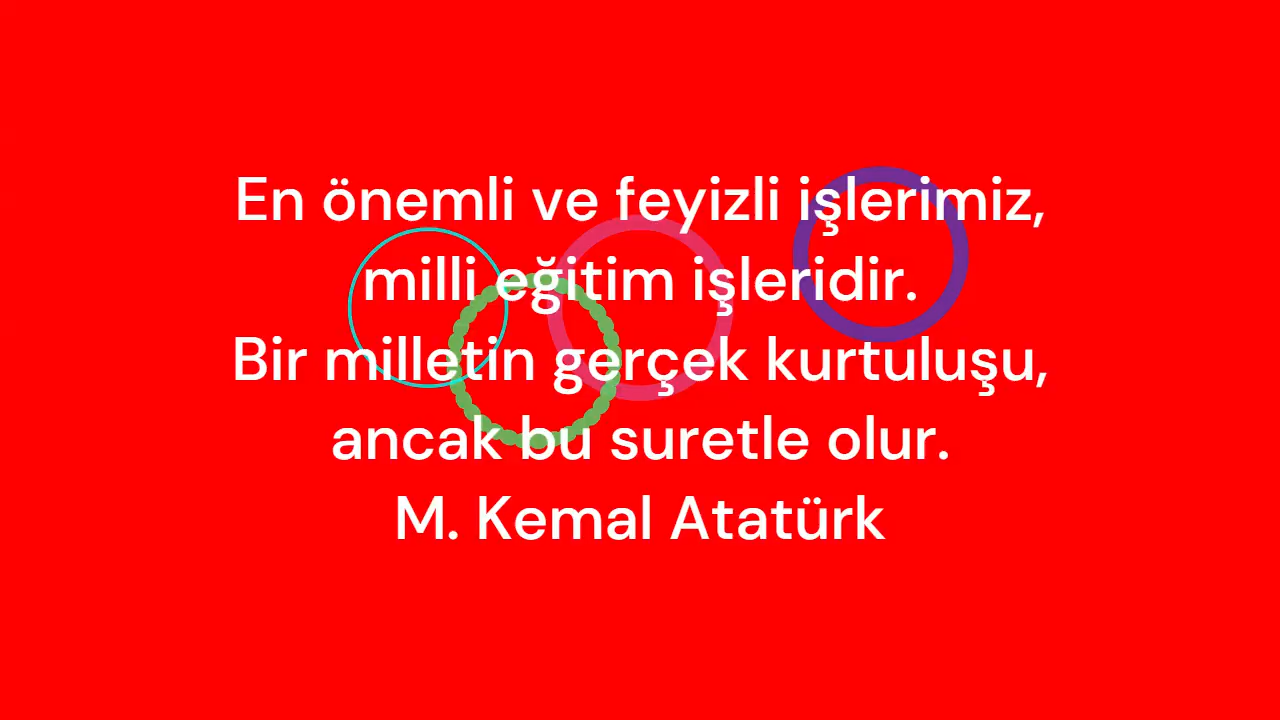 En önemli ve feyizli işlerimiz,
milli eğitim işleridir.
Bir milletin gerçek kurtuluşu,
ancak bu suretle olur.
M. Kemal Atatürk